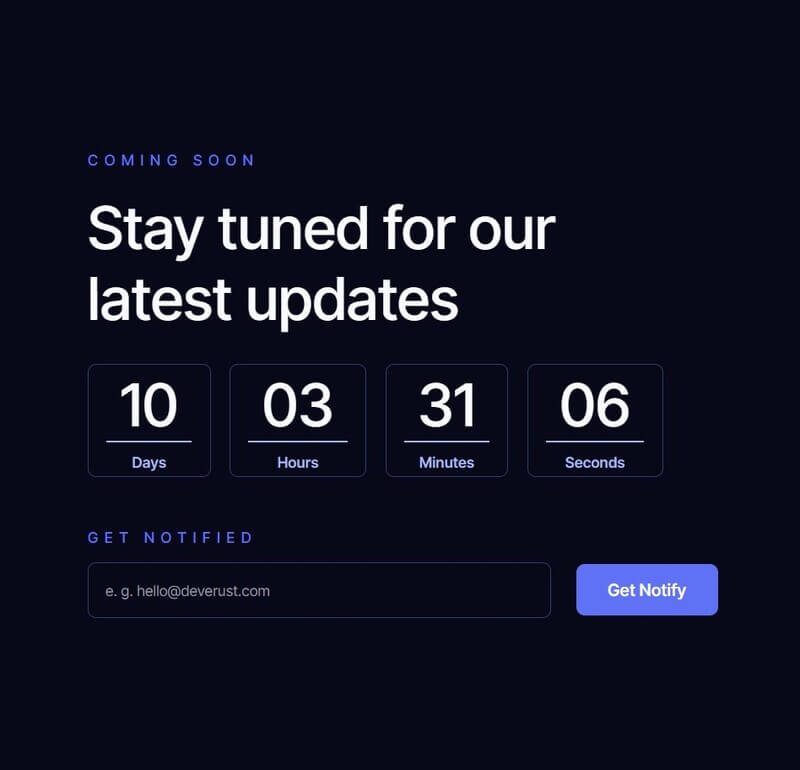 COMING SOON
Stay tuned for our
latest updates
10 03 31 06
Days Hours Minutes Seconds
GET NOTIFIED
e. g. hello@deverust.com Get Notify